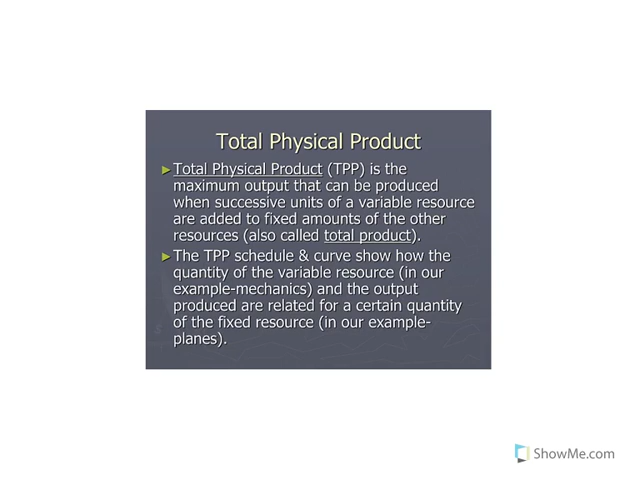 Total Physical Product
►Total Physical Product (TPP) is the
maximum output that can be produced
when successive units of a variable resource
are added to fixed amounts of the other
resources (also called total product).
►The TPP schedule & curve show how the
quantity of the variable resource (in our
example-mechanics) and the output
produced are related for a certain quantity
of the fixed resource (in our example-
planes).
ShowMe.com